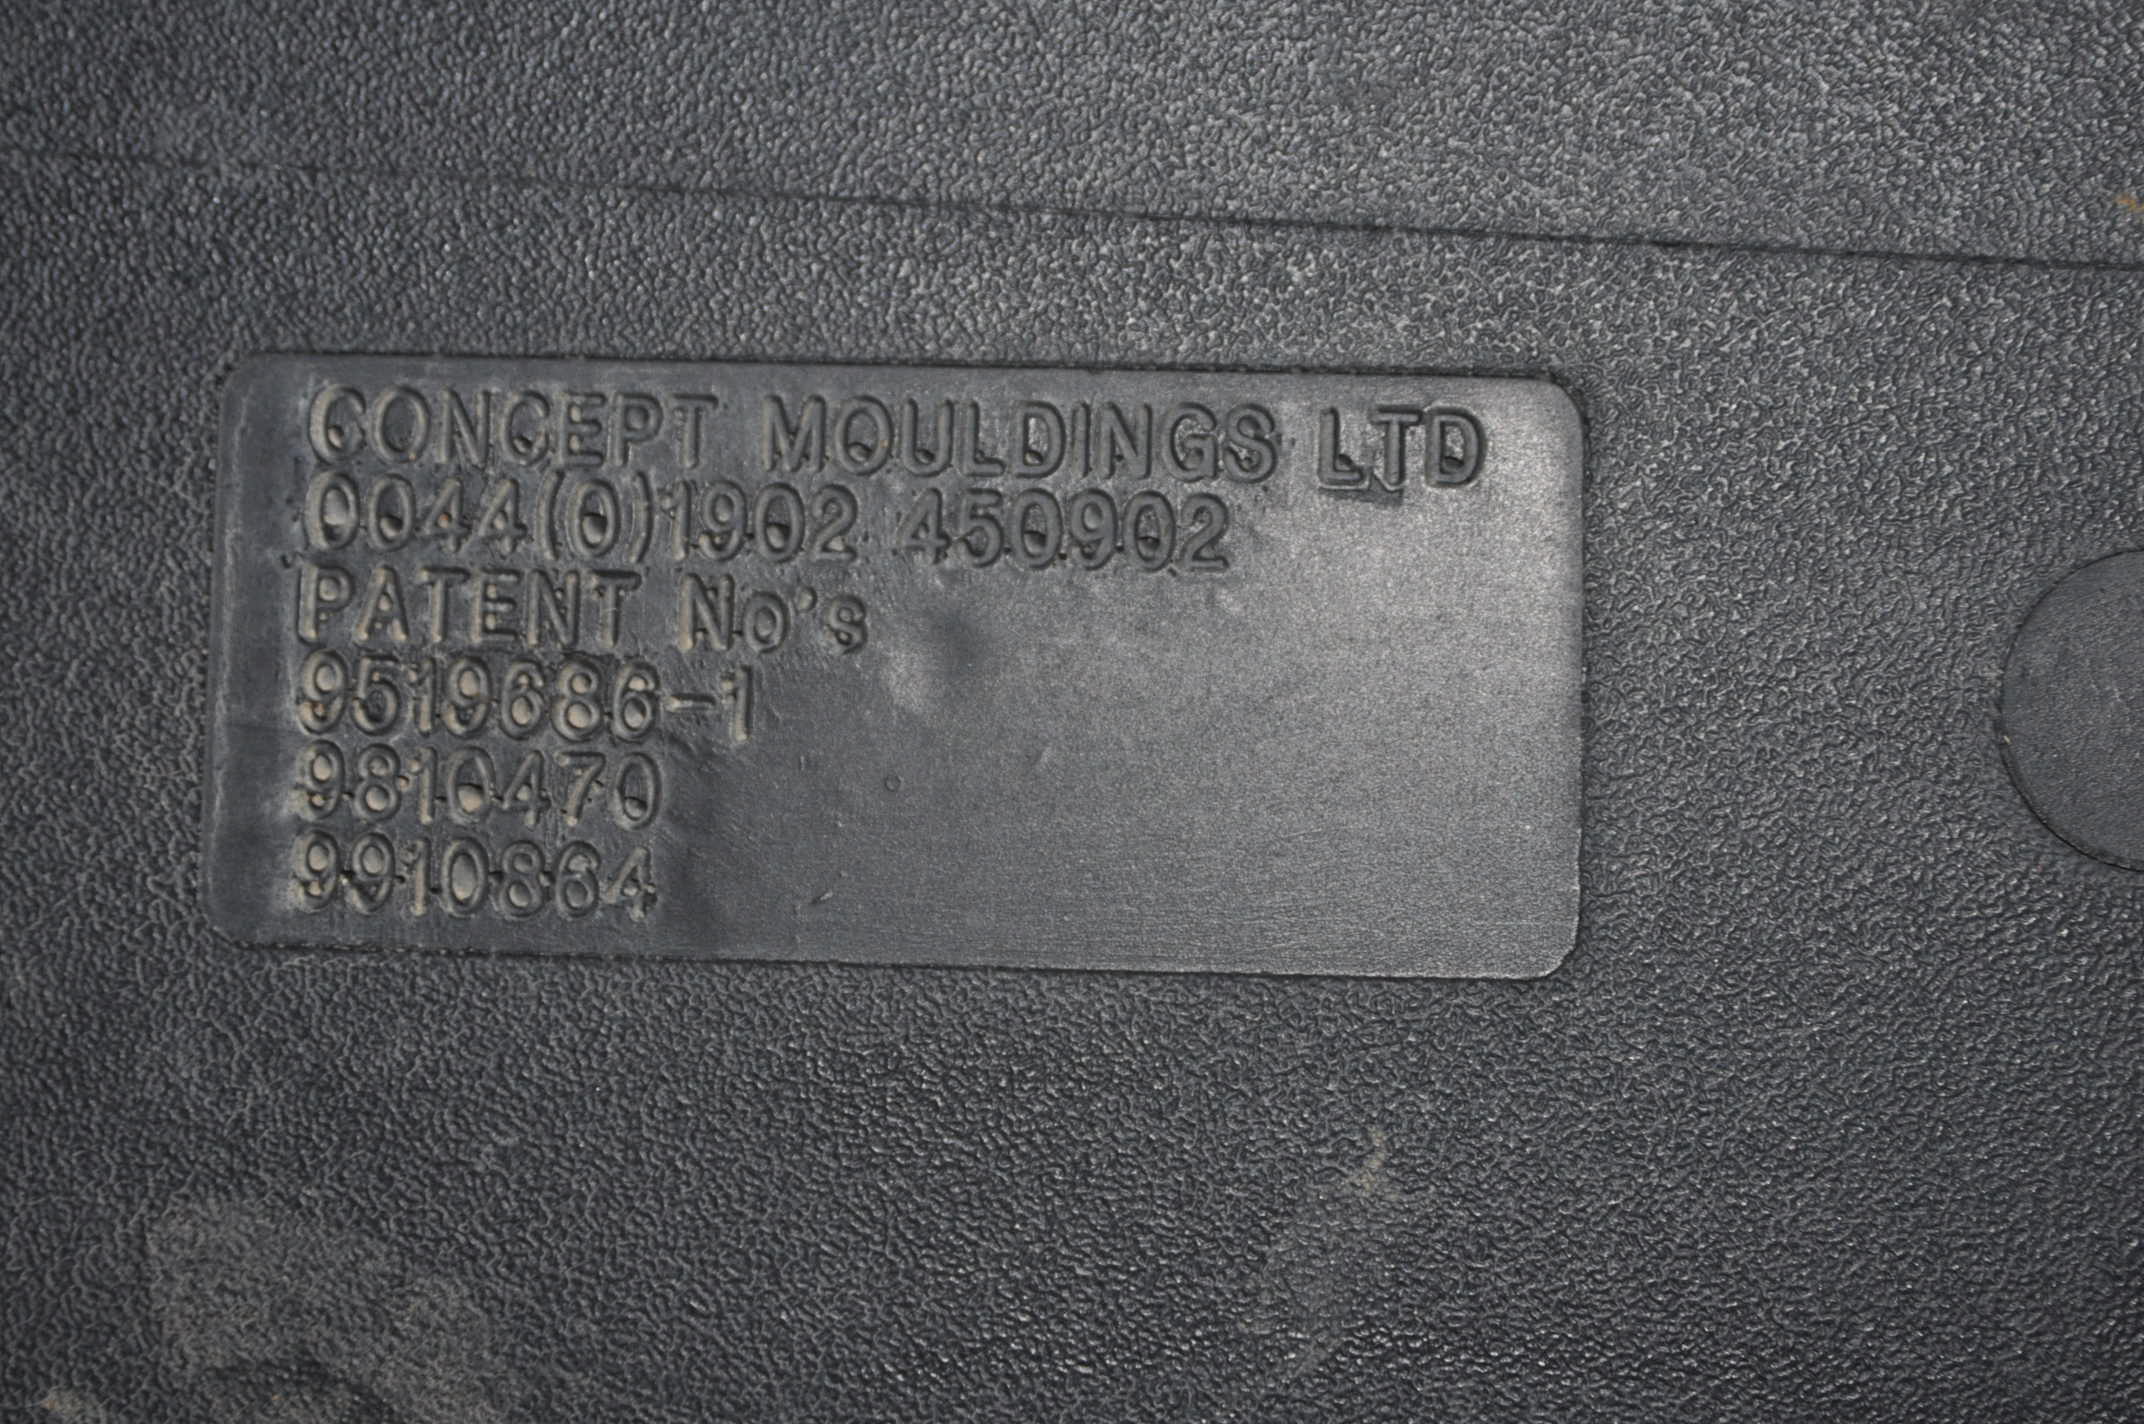 CONCEPT MOULDINGS LTD
0044(0)1902 450902
PATENT No's
9519686-1
9810470
9910864